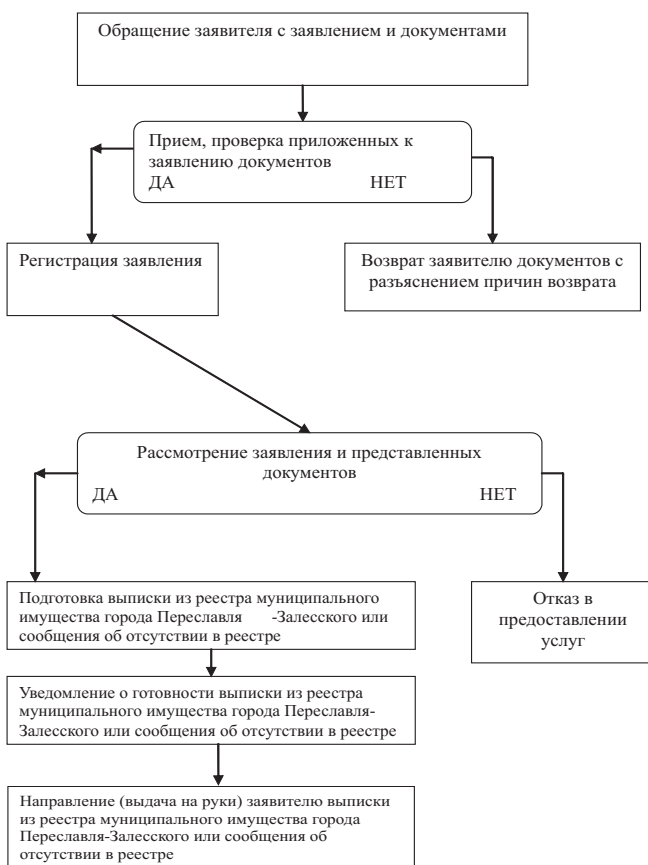 Обращение заявителя с заявлением и документами
Прием, проверка приложенных к
заявлению документов
ДА НЕТ
Регистрация заявления
Возврат заявителю документов с
разъяснением причин возврата
Рассмотрение заявления и представленных
документов
ДА НЕТ
Подготовка выписки из реестра муниципального
имущества города Переславля -Залесского или
сообщения об отсутствии в реестре
Отказ в
предоставлении
услуг
Уведомление о готовности выписки из реестра
муниципального имущества города Переславля-
Залесского или сообщения об отсутствии в реестре
Направление (выдача на руки) заявителю выписки
из реестра муниципального имущества города
Переславля-Залесского или сообщения об
отсутствии в реестре